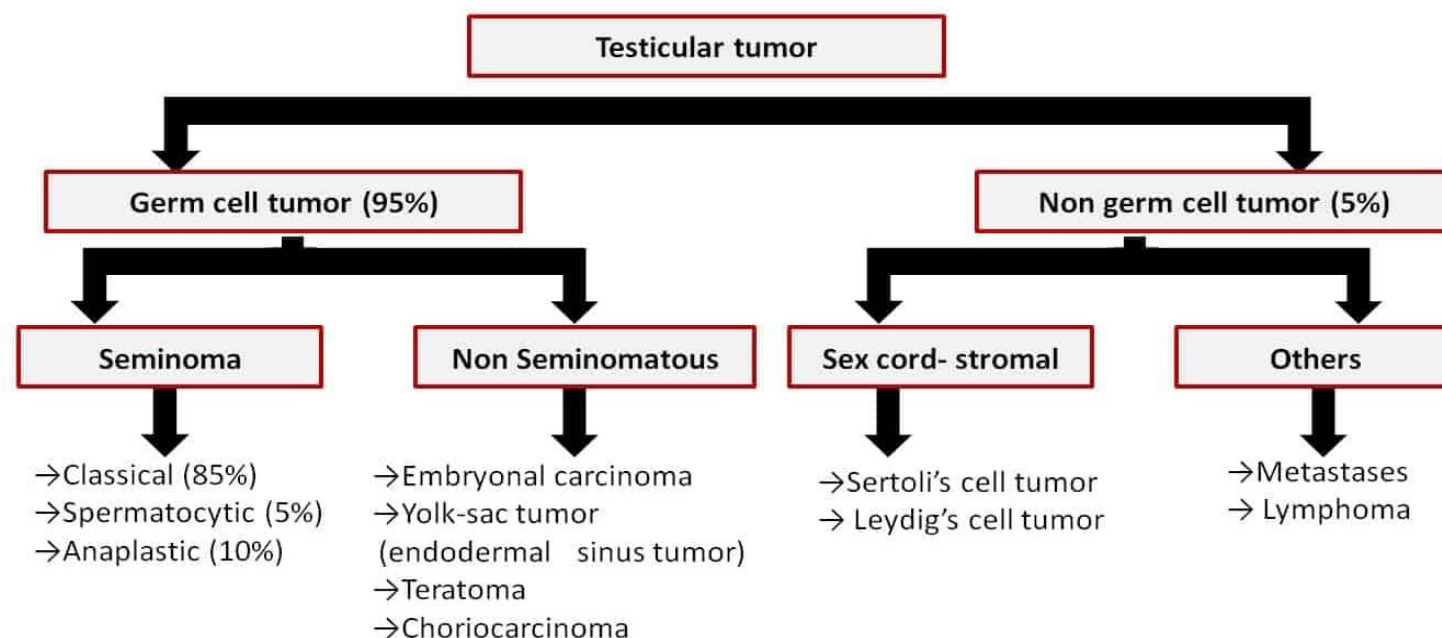 Testicular tumor
Germ cell tumor (95%)
Non germ cell tumor (5%)
Seminoma
Non Seminomatous
Sex cord- stromal
Others
→Classical (85%)
→Spermatocytic (5%)
→Anaplastic (10%)
→Embryonal carcinoma
→Yolk-sac tumor
(endodermal sinus tumor)
→Teratoma
→Choriocarcinoma
→Sertoli’s cell tumor
→ Leydig’s cell tumor
→Metastases
→ Lymphoma